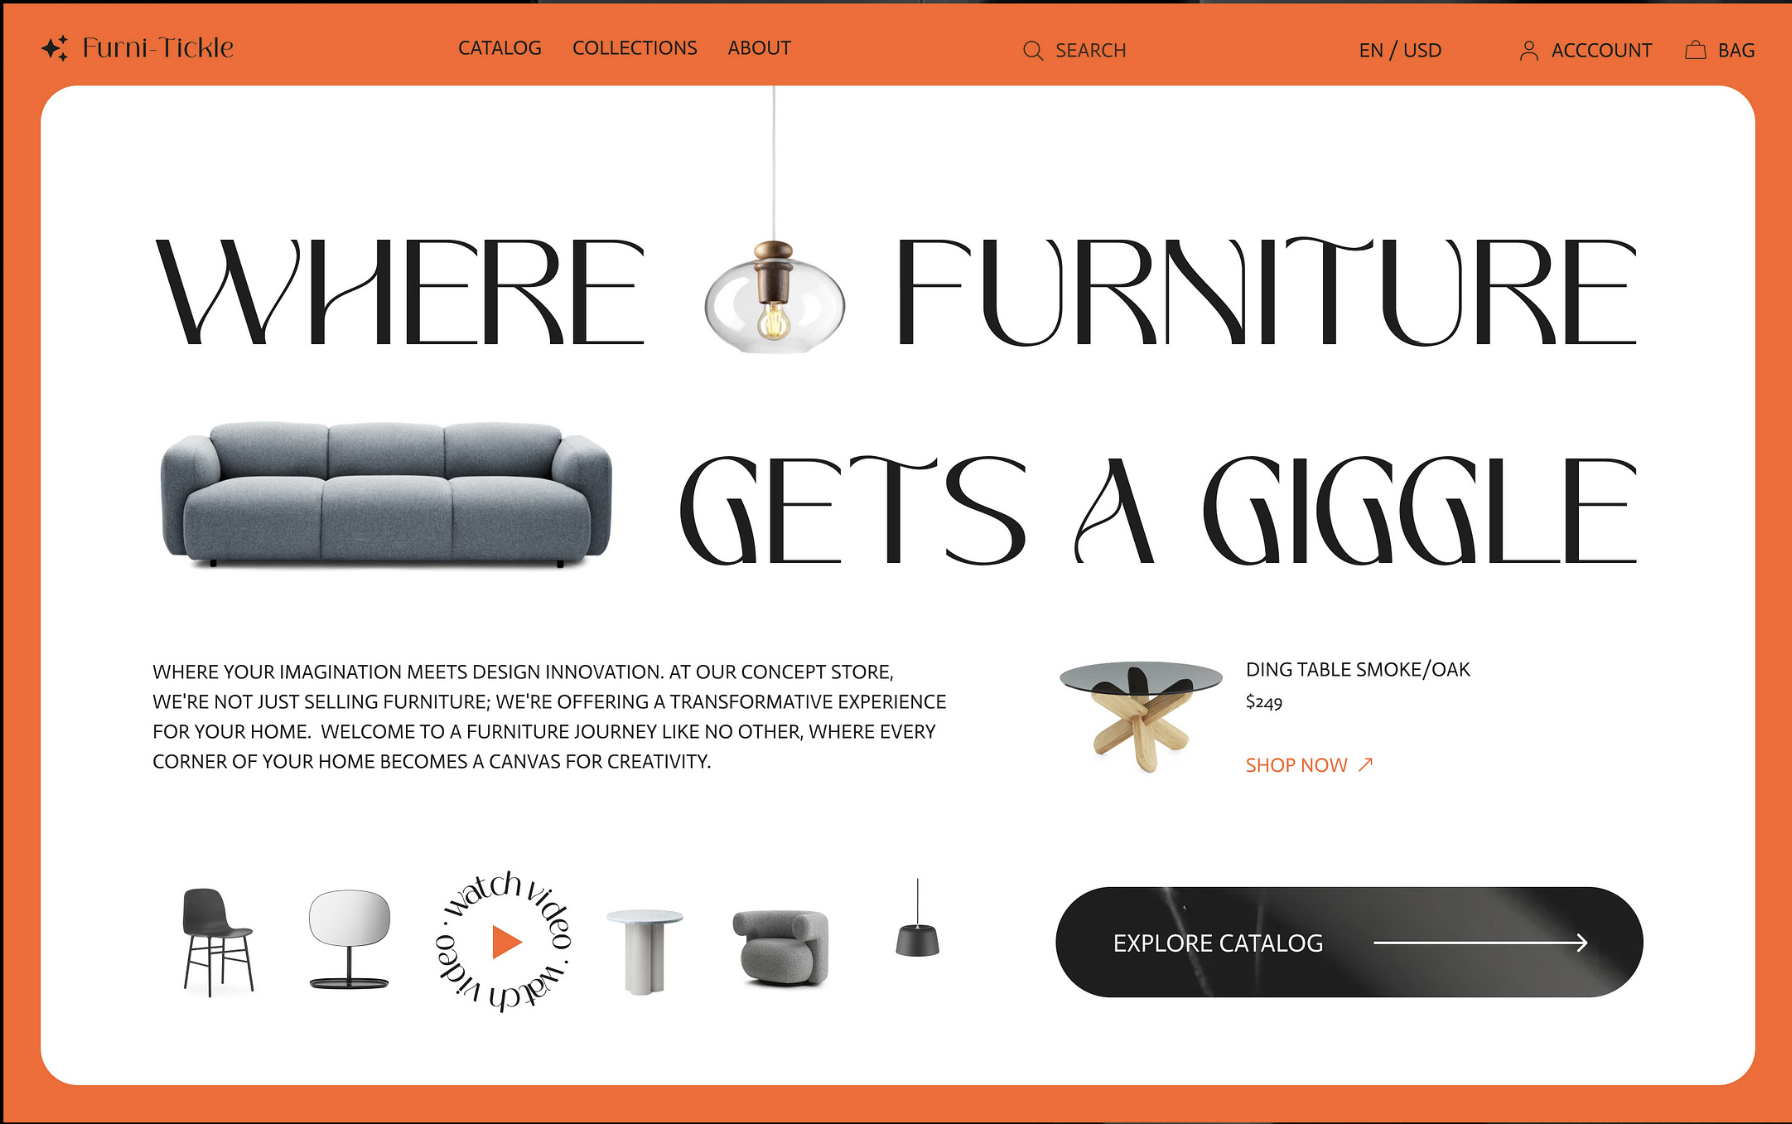 Furni-Tickle
CATALOG COLLECTIONS ABOUT
SEARCH
EN / USD
ACCCOUNT
BAG
WHERE FURNITURE
GETS A GIGGLE
WHERE YOUR IMAGINATION MEETS DESIGN INNOVATION. AT OUR CONCEPT STORE,
WE'RE NOT JUST SELLING FURNITURE; WE'RE OFFERING A TRANSFORMATIVE EXPERIENCE
FOR YOUR HOME. WELCOME TO A FURNITURE JOURNEY LIKE NO OTHER, WHERE EVERY
CORNER OF YOUR HOME BECOMES A CANVAS FOR CREATIVITY.
DING TABLE SMOKE/OAK
$249
SHOP NOW
watch video · watch video ·
EXPLORE CATALOG